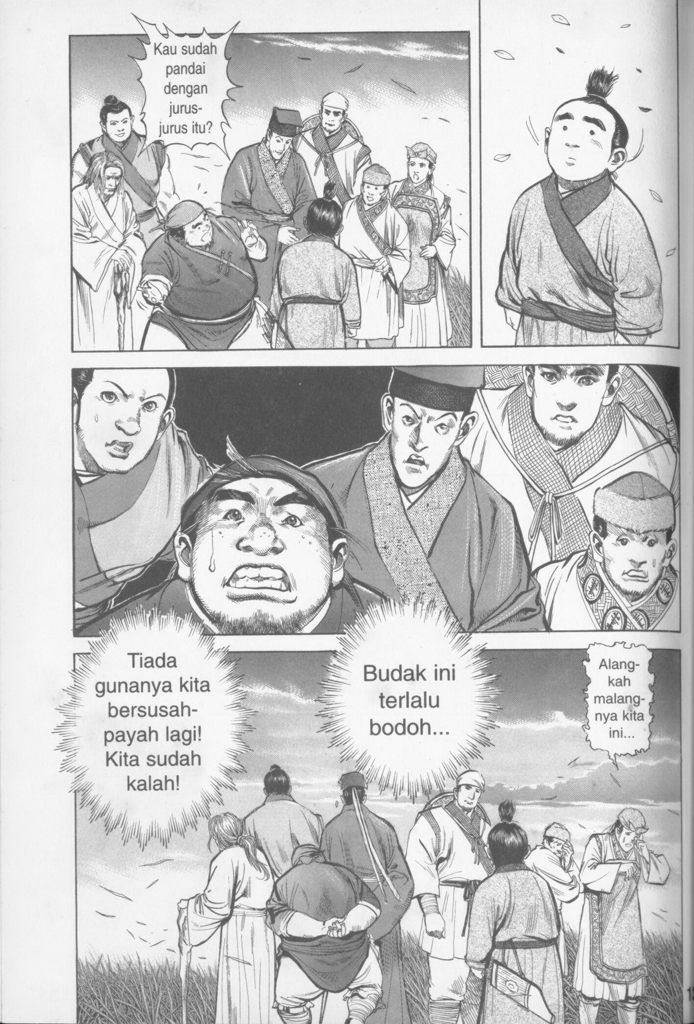 Kau sudah
pandai
dengan
jurus-
jurus itu?
Tiada
gunanya kita
bersusah-
payah lagi!
Kita sudah
kalah!
Budak ini
terlalu
bodoh...
Alang-
kah
malang-
nya kita
ini...